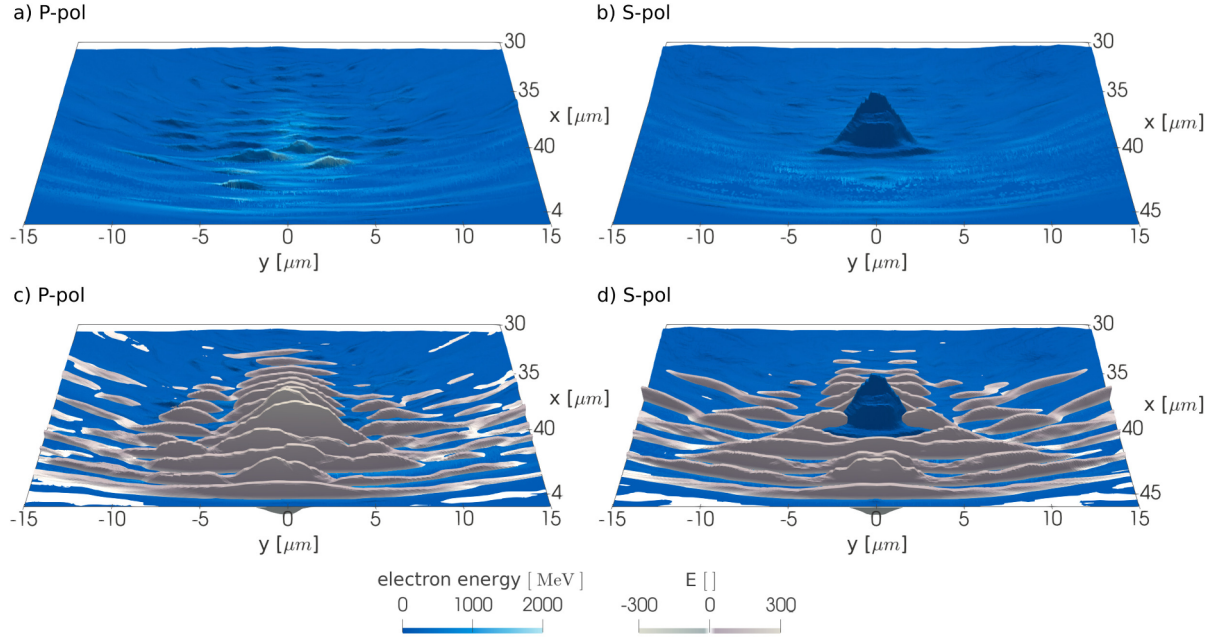 a) P-pol
b) S-pol
30
35
x [μm]
40
4
-15 -10 -5 0 5 10 15
y [μm]
30
35
x [μm]
40
45
-15 -10 -5 0 5 10 15
y [μm]
c) P-pol
d) S-pol
30
35
x [μm]
40
4
-15 -10 -5 0 5 10 15
y [μm]
30
35
x [μm]
40
45
-15 -10 -5 0 5 10 15
y [μm]
electron energy [ MeV ]
0 1000 2000
E []
-300 0 300